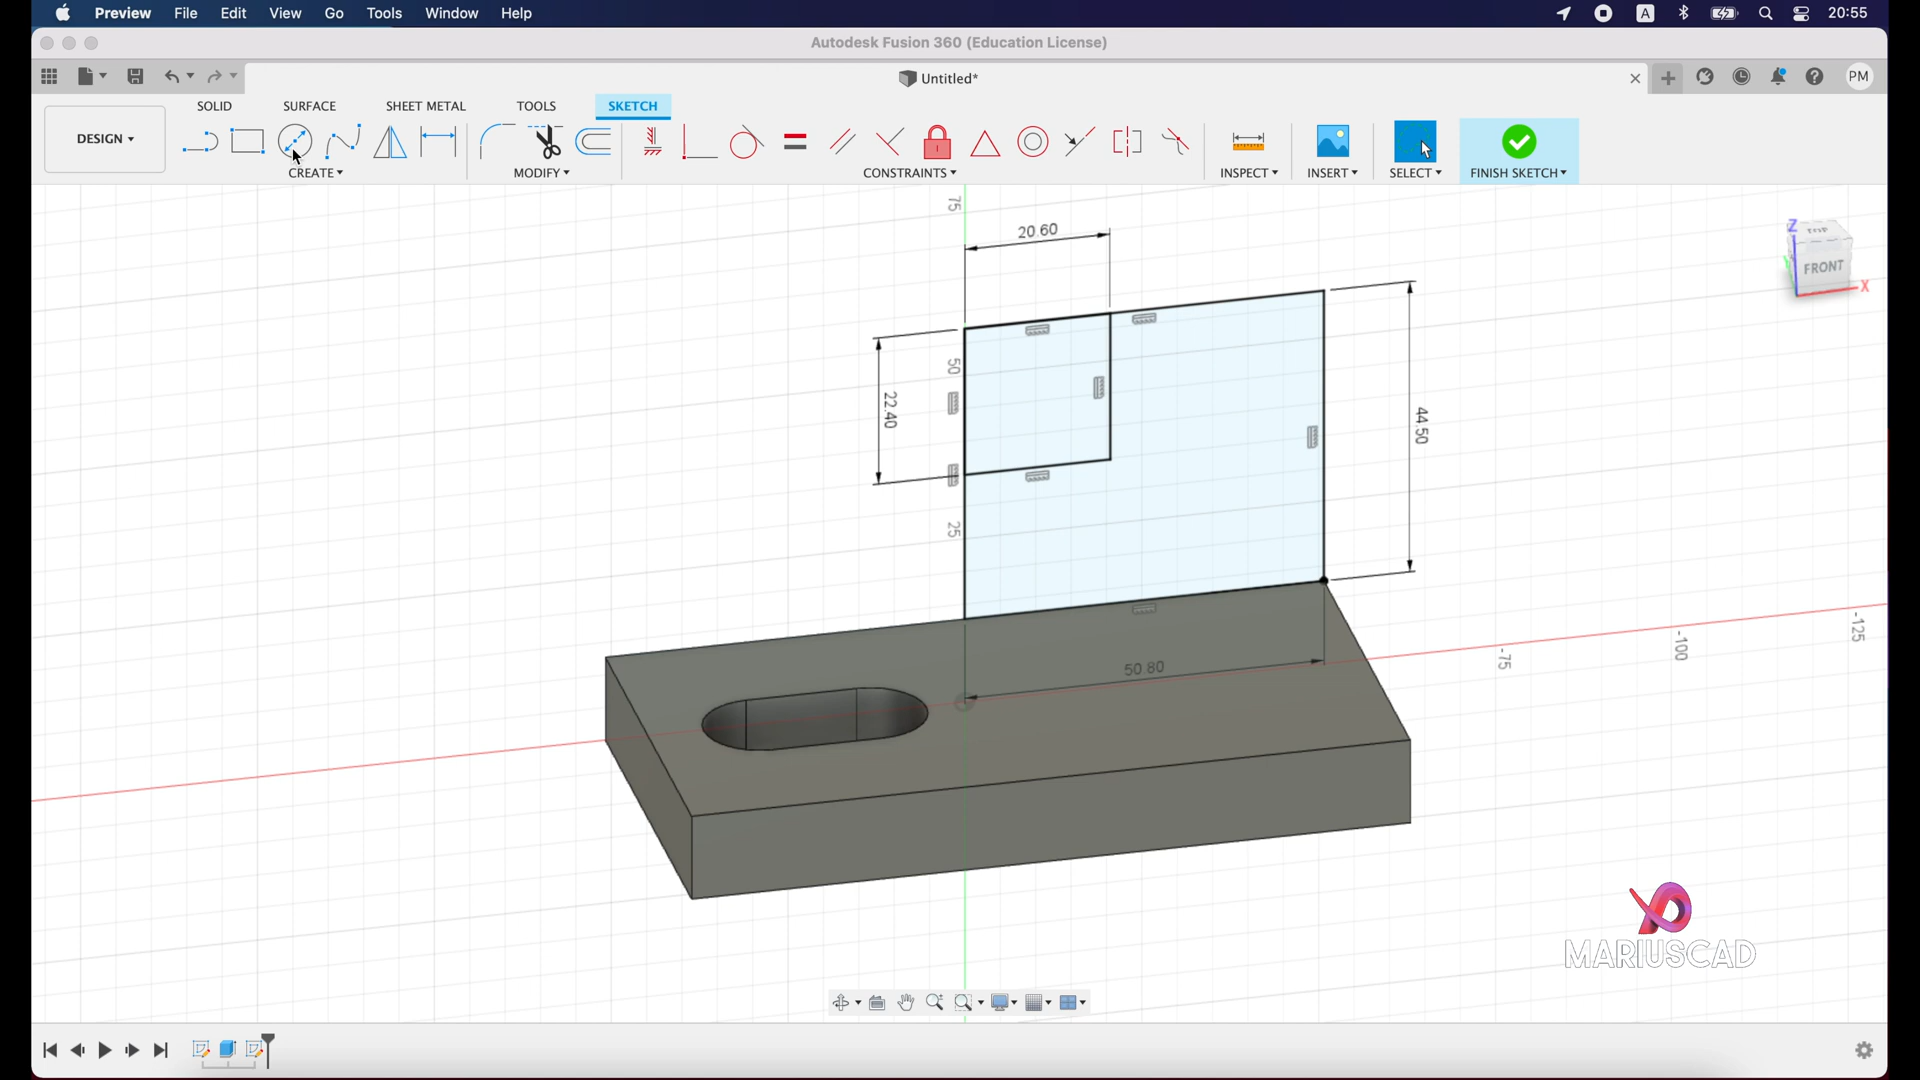 Preview File Edit View Go Tools Window Help A 20:55
Autodesk Fusion 360 (Education License)
Untitled* PM
SOLID SURFACE SHEET METAL TOOLS SKETCH
DESIGN
CREATE MODIFY CONSTRAINTS INSPECT INSERT SELECT FINISH SKETCH
75
20.60
TOP
Z
FRONT
X
50
22.40
44.50
25
50.80
-75
-100
-125
MARIUSCAD